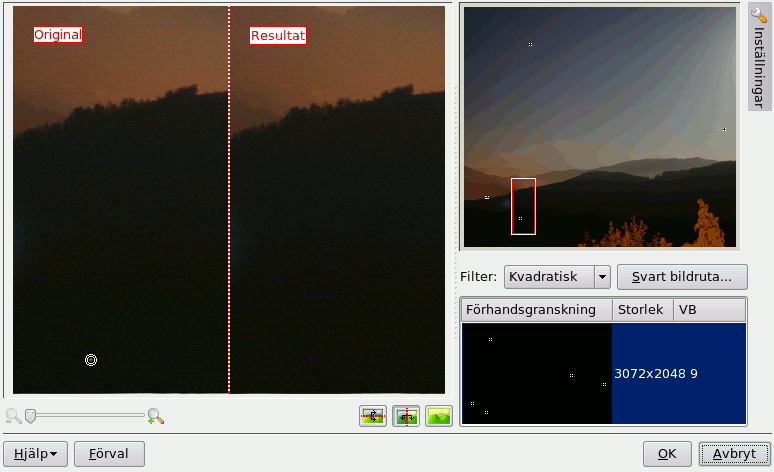 Original
Resultat
Inställningar
Filter: Kvadratisk Svart bildruta...
Förhandsgranskning Storlek VB
3072x2048 9
Hjälp Förval OK Avbryt